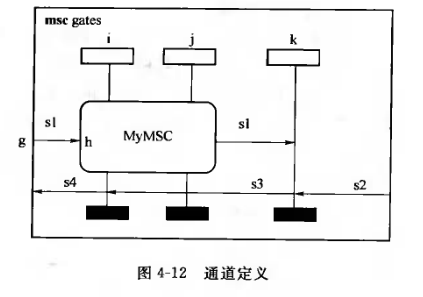 msc gates
i
j
k
s1
s1
g
h
MyMSC
s4
s3
s2
图 4-12 通道定义